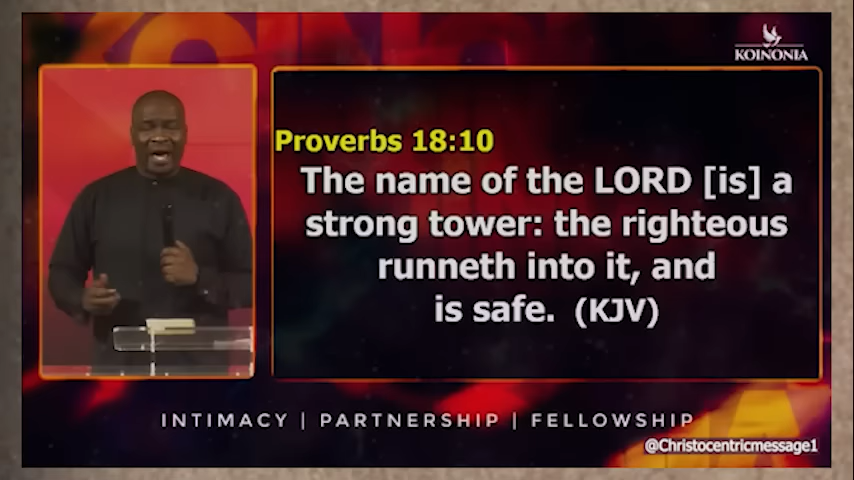 KOINONIA
Proverbs 18:10
The name of the LORD [is] a
strong tower: the righteous
runneth into it, and
is safe. (KJV)
INTIMACY | PARTNERSHIP | FELLOWSHIP
@Christocentricmessage1